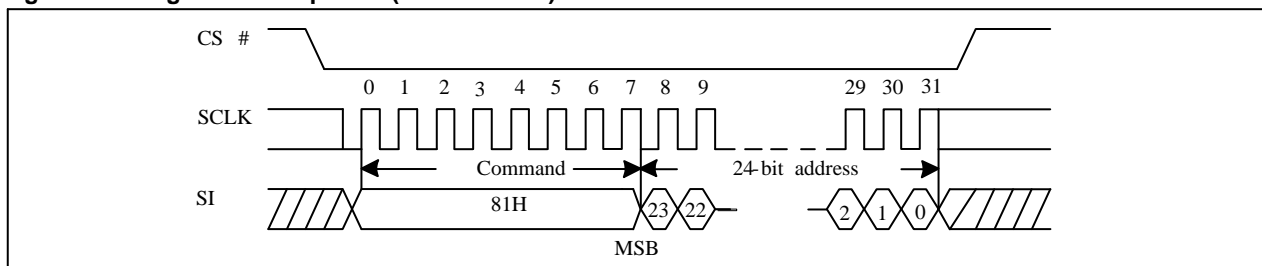 CS #
0 1 2 3 4 5 6 7 8 9 29 30 31
SCLK
Command 24-bit address
SI 81H 23 22 2 1 0
MSB